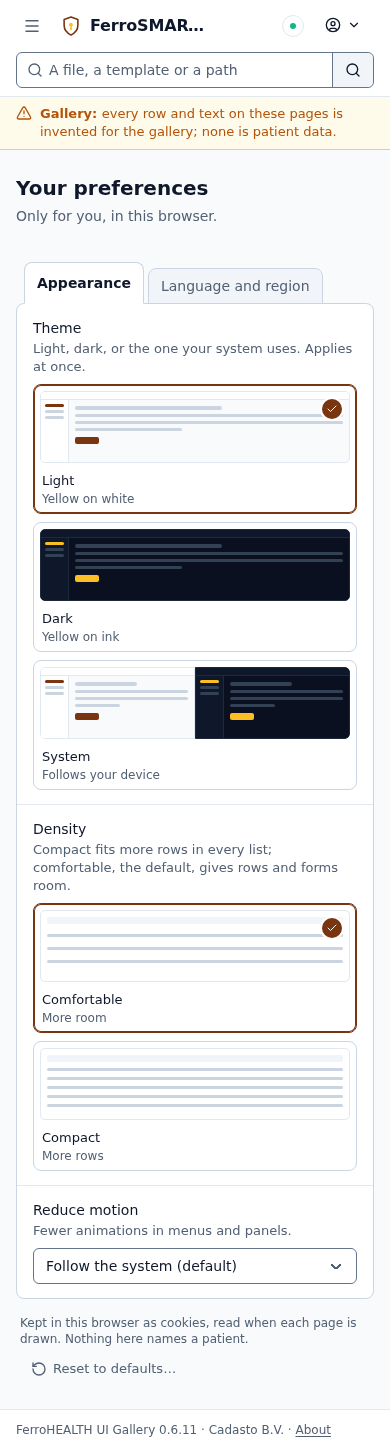 FerroSMAR…
A file, a template or a path
Gallery: every row and text on these pages is
invented for the gallery; none is patient data.
Your preferences
Only for you, in this browser.
Appearance
Language and region
Theme
Light, dark, or the one your system uses. Applies
at once.
Light
Yellow on white
Dark
Yellow on ink
System
Follows your device
Density
Compact fits more rows in every list;
comfortable, the default, gives rows and forms
room.
Comfortable
More room
Compact
More rows
Reduce motion
Fewer animations in menus and panels.
Follow the system (default)
Kept in this browser as cookies, read when each page is
drawn. Nothing here names a patient.
Reset to defaults…
FerroHEALTH UI Gallery 0.6.11 · Cadasto B.V. · About